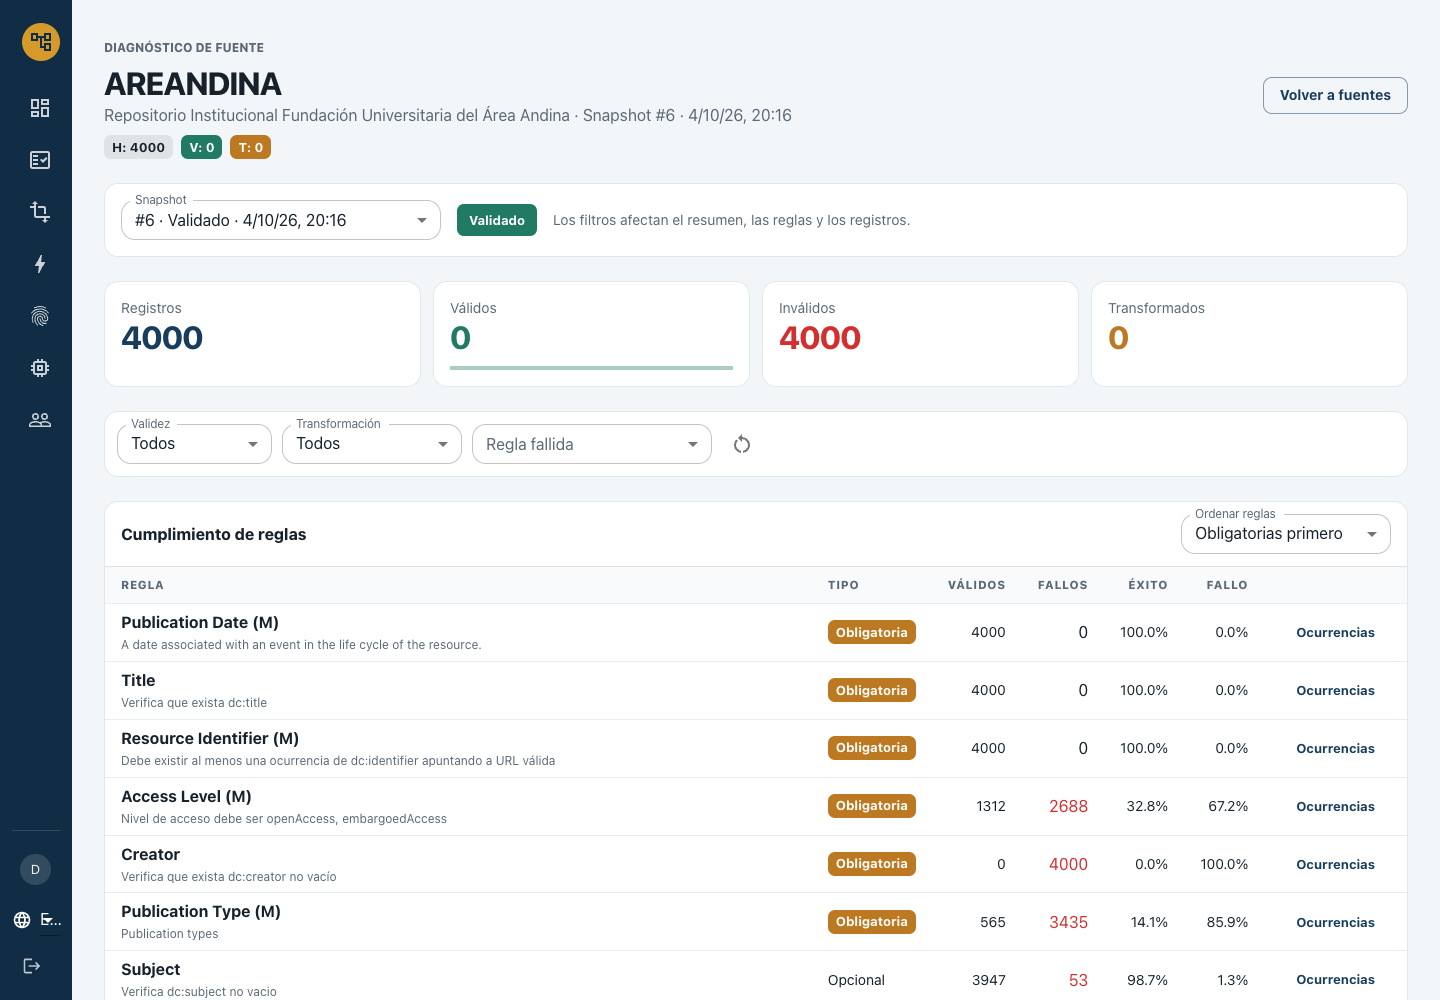 DIAGNÓSTICO DE FUENTE
AREANDINA
Repositorio Institucional Fundación Universitaria del Área Andina · Snapshot #6 · 4/10/26, 20:16
H: 4000 V: 0 T: 0
Volver a fuentes
Snapshot
#6 · Validado · 4/10/26, 20:16
Validado
Los filtros afectan el resumen, las reglas y los registros.
Registros
4000
Válidos
0
Inválidos
4000
Transformados
0
Validez
Todos
Transformación
Todos
Regla fallida
Cumplimiento de reglas
Ordenar reglas
Obligatorias primero
REGLA TIPO VÁLIDOS FALLOS ÉXITO FALLO
Publication Date (M)
A date associated with an event in the life cycle of the resource.
Obligatoria 4000 0 100.0% 0.0% Ocurrencias
Title
Verifica que exista dc:title
Obligatoria 4000 0 100.0% 0.0% Ocurrencias
Resource Identifier (M)
Debe existir al menos una ocurrencia de dc:identifier apuntando a URL válida
Obligatoria 4000 0 100.0% 0.0% Ocurrencias
Access Level (M)
Nivel de acceso debe ser openAccess, embargoedAccess
Obligatoria 1312 2688 32.8% 67.2% Ocurrencias
Creator
Verifica que exista dc:creator no vacío
Obligatoria 0 4000 0.0% 100.0% Ocurrencias
Publication Type (M)
Publication types
Obligatoria 565 3435 14.1% 85.9% Ocurrencias
Subject
Verifica dc:subject no vacio
Opcional 3947 53 98.7% 1.3% Ocurrencias
D
E...